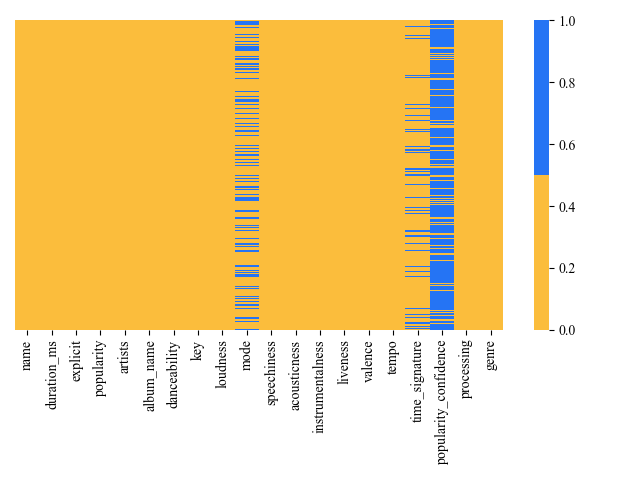 1.0
0.8
0.6
0.4
0.2
0.0
name
duration_ms
explicit
popularity
artists
album_name
danceability
key
loudness
mode
speechiness
acousticness
instrumentalness
liveness
valence
tempo
time_signature
popularity_confidence
processing
genre